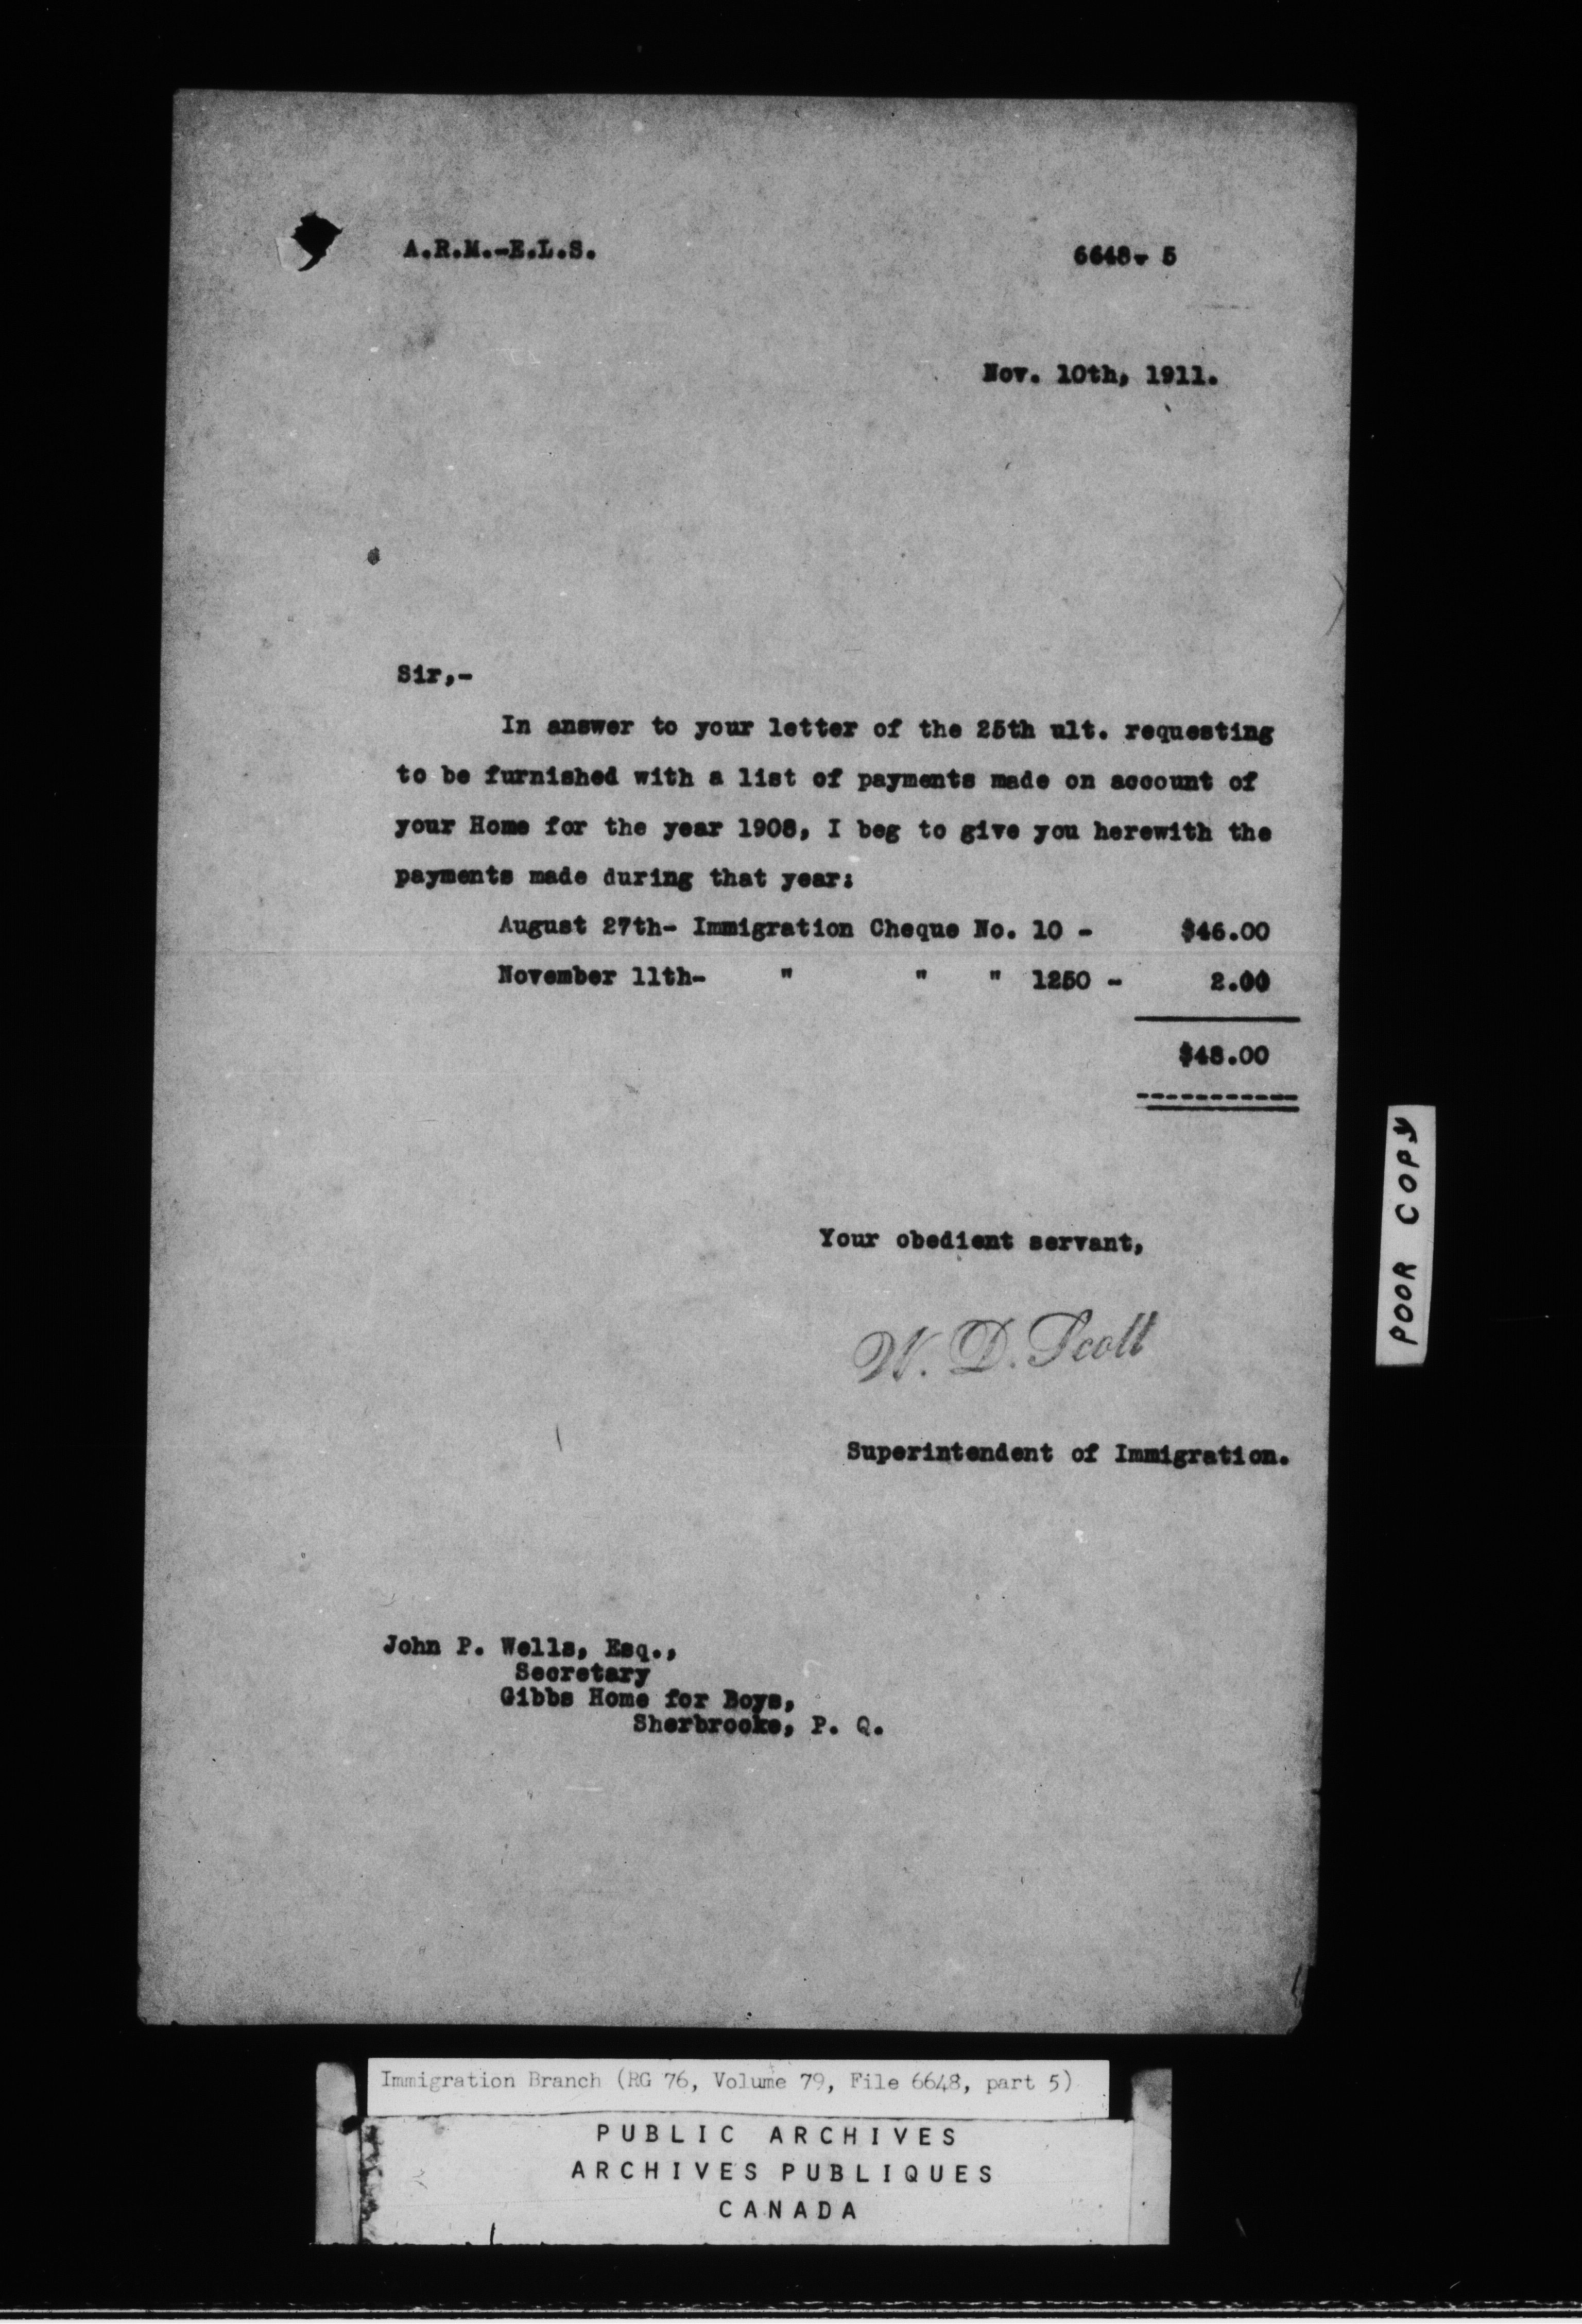 A.R.M.-E.L.S. 6648- 5
Nov. 10th, 1911.
Sir,-
In answer to your letter of the 25th ult. requesting
to be furnished with a list of payments made on account of
your Home for the year 1908, I beg to give you herewith the
payments made during that year:
August 27th- Immigration Cheque No. 10 - $46.00
November 11th- " " " 1250 - 2.00
$48.00
Your obedient servant,
W. D. Scott
Superintendent of Immigration.
John P. Wells, Esq.,
Secretary
Gibbs Home for Boys,
Sherbrooke, P. Q.
POOR COPY
Immigration Branch (RG 76, Volume 79, File 6648, part 5)
PUBLIC ARCHIVES
ARCHIVES PUBLIQUES
CANADA